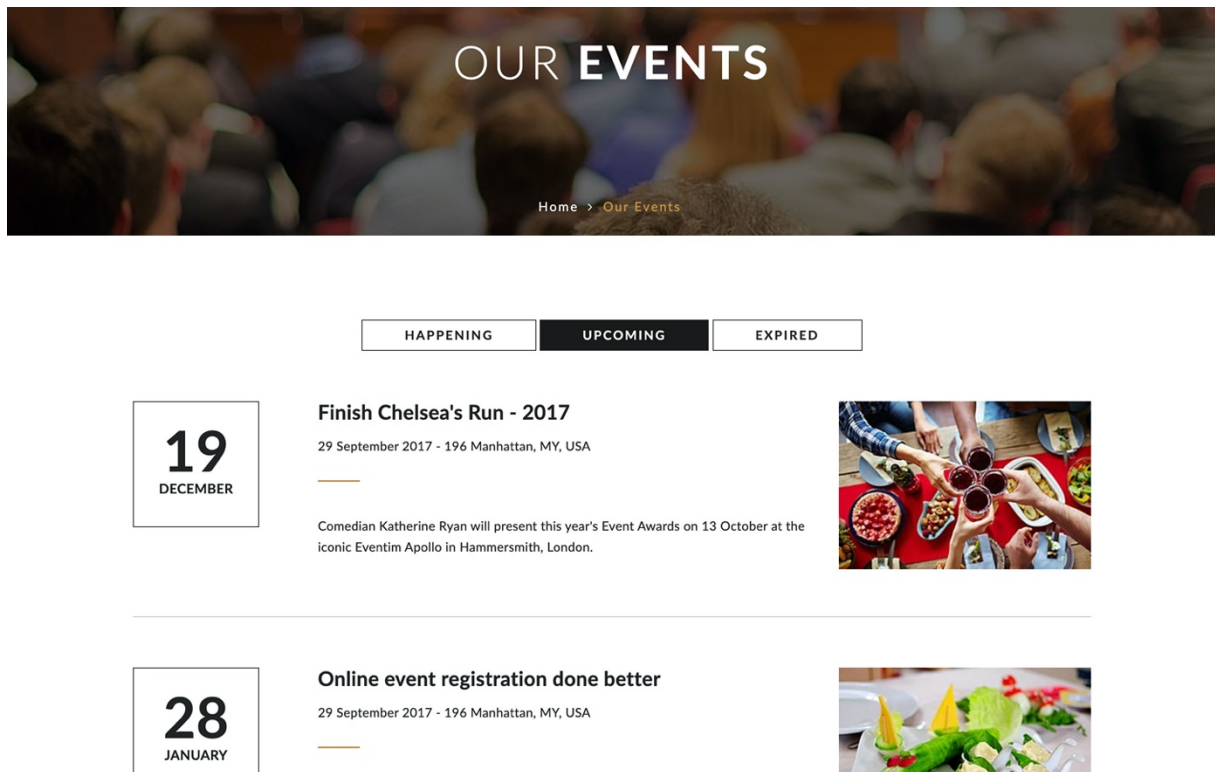 OUR EVENTS
Home > Our Events
HAPPENING
UPCOMING
EXPIRED
19
DECEMBER
Finish Chelsea's Run - 2017
29 September 2017 - 196 Manhattan, MY, USA
Comedian Katherine Ryan will present this year's Event Awards on 13 October at the
iconic Eventim Apollo in Hammersmith, London.
28
JANUARY
Online event registration done better
29 September 2017 - 196 Manhattan, MY, USA